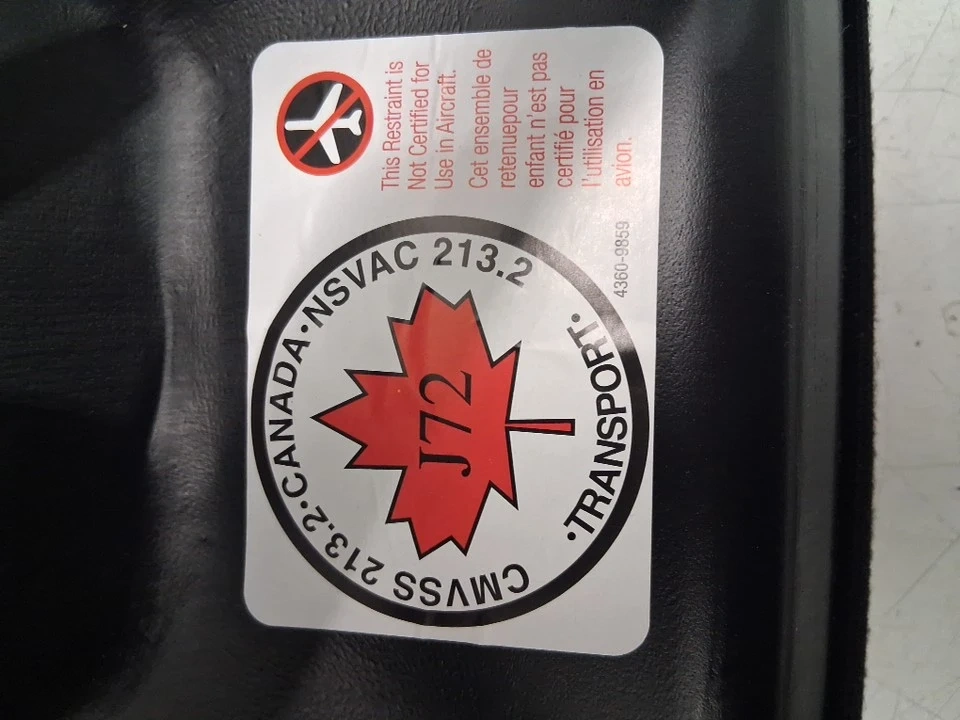 CMVSS 213.2•CANADA•NSVAC 213.2
J72
•TRANSPORT•
This Restraint is
Not Certified for
Use in Aircraft.
Cet ensemble de
retenuepour
enfant n'est pas
certifié pour
l'utilisation en
avion.
4360-9859